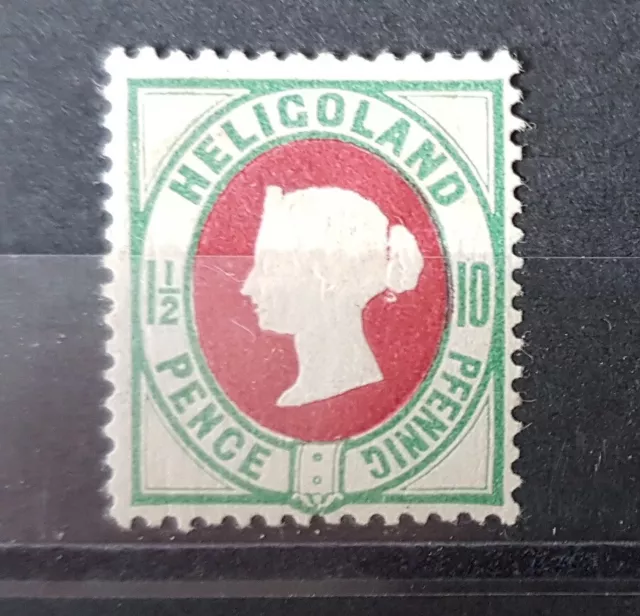 HELIGOLAND
1½
10
PENCE
PFENNIG